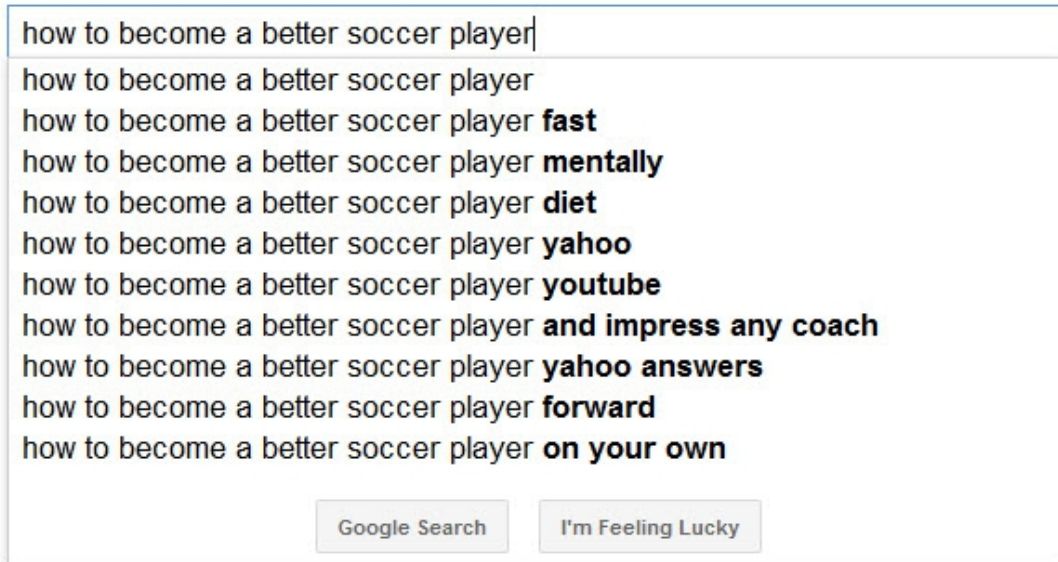 how to become a better soccer player
how to become a better soccer player
how to become a better soccer player fast
how to become a better soccer player mentally
how to become a better soccer player diet
how to become a better soccer player yahoo
how to become a better soccer player youtube
how to become a better soccer player and impress any coach
how to become a better soccer player yahoo answers
how to become a better soccer player forward
how to become a better soccer player on your own
Google Search I'm Feeling Lucky